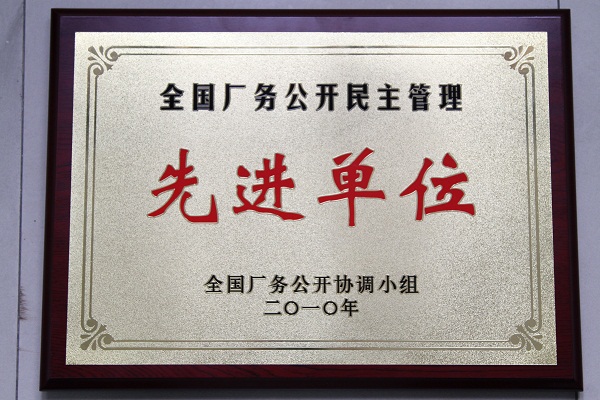 全国厂务公开民主管理
先进单位
全国厂务公开协调小组
二〇一〇年